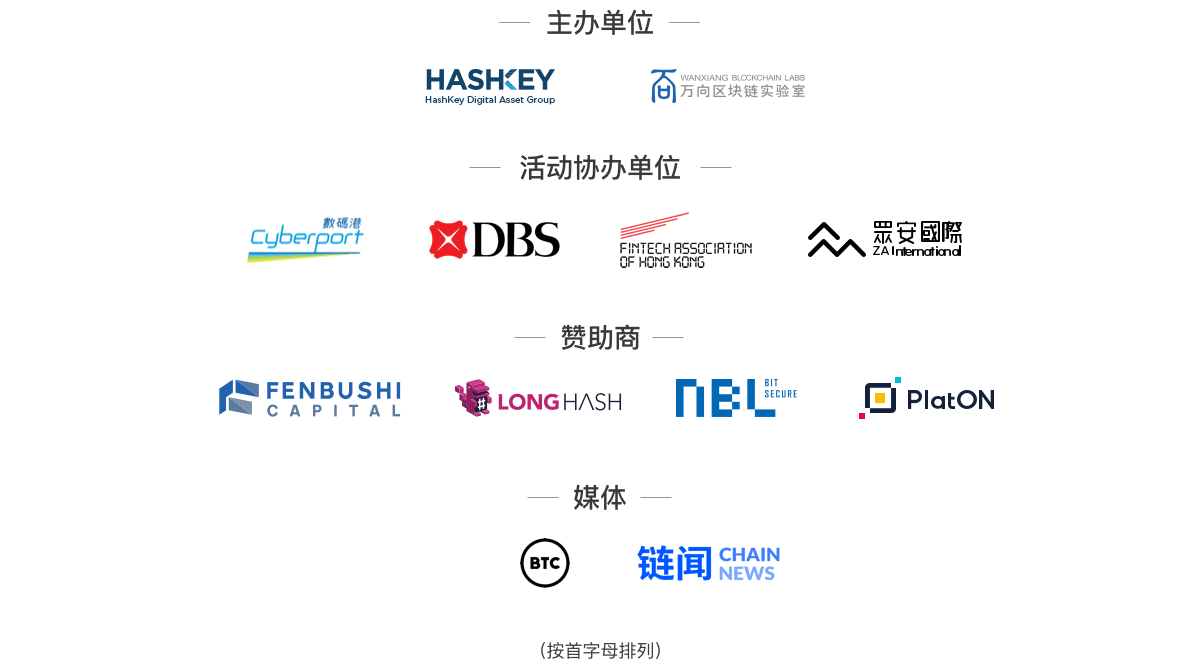 主办单位
HASHKEY
HashKey Digital Asset Group
WANXIANG BLOCKCHAIN LABS
万向区块链实验室
活动协办单位
數碼港
Cyberport
DBS
FINTECH ASSOCIATION
OF HONG KONG
眾安國際
ZA International
赞助商
FENBUSHI
CAPITAL
LONGHASH
NBL
BIT
SECURE
PlatON
媒体
BTC
链闻
CHAIN
NEWS
（按首字母排列）